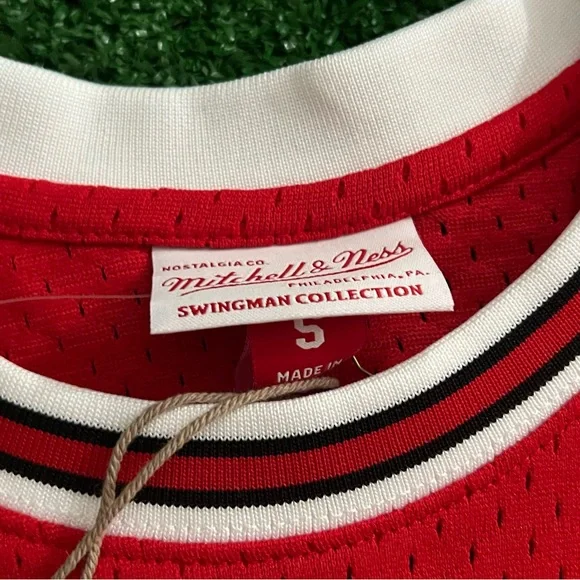 NOSTALGIA CO.
Mitchell & Ness
PHILADELPHIA, PA.
SWINGMAN COLLECTION
S
MADE IN